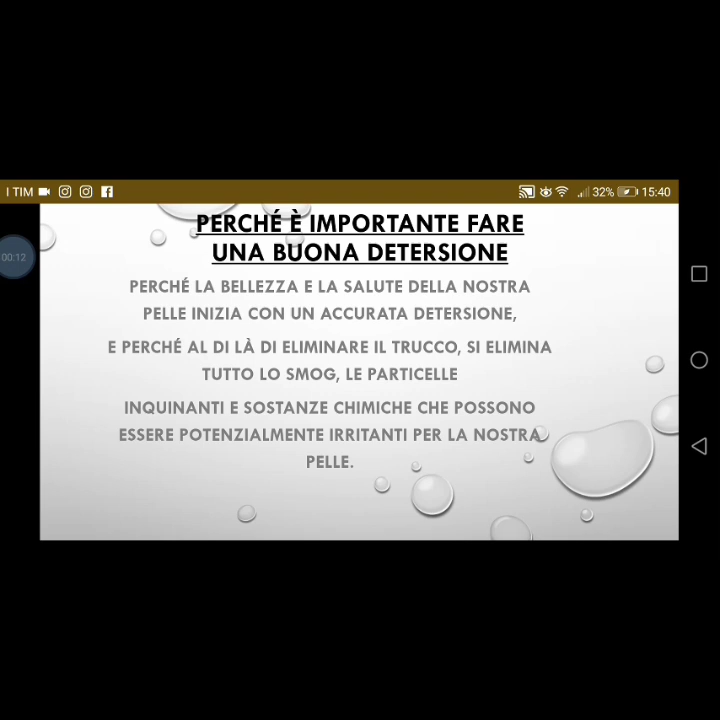 I TIM
32% 15:40
00:12
PERCHÉ È IMPORTANTE FARE
UNA BUONA DETERSIONE
PERCHÉ LA BELLEZZA E LA SALUTE DELLA NOSTRA
PELLE INIZIA CON UN ACCURATA DETERSIONE,
E PERCHÉ AL DI LÀ DI ELIMINARE IL TRUCCO, SI ELIMINA
TUTTO LO SMOG, LE PARTICELLE
INQUINANTI E SOSTANZE CHIMICHE CHE POSSONO
ESSERE POTENZIALMENTE IRRITANTI PER LA NOSTRA
PELLE.